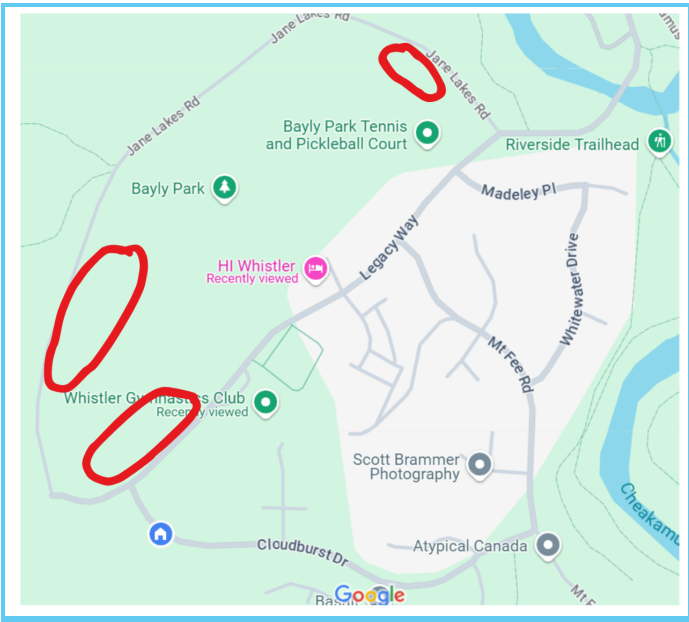 Jane Lakes Rd
Jane Lakes Rd
Jane Lakes Rd
Bayly Park Tennis
and Pickleball Court
Riverside Trailhead
Bayly Park
Madeley Pl
Legacy Way
HI Whistler
Recently viewed
Whitewater Drive
Mt Fee Rd
Whistler Gymnastics Club
Recently viewed
Scott Brammer
Photography
Cheakamu
Cloudburst Dr
Atypical Canada
Mt F
Google